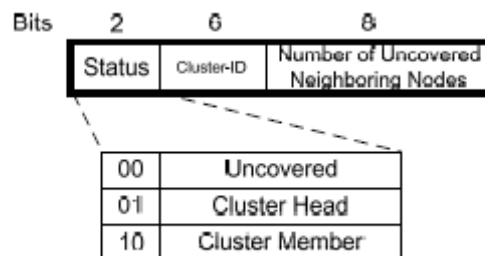 Bits 2 6 8
Status Cluster-ID Number of Uncovered
Neighboring Nodes
00 Uncovered
01 Cluster Head
10 Cluster Member